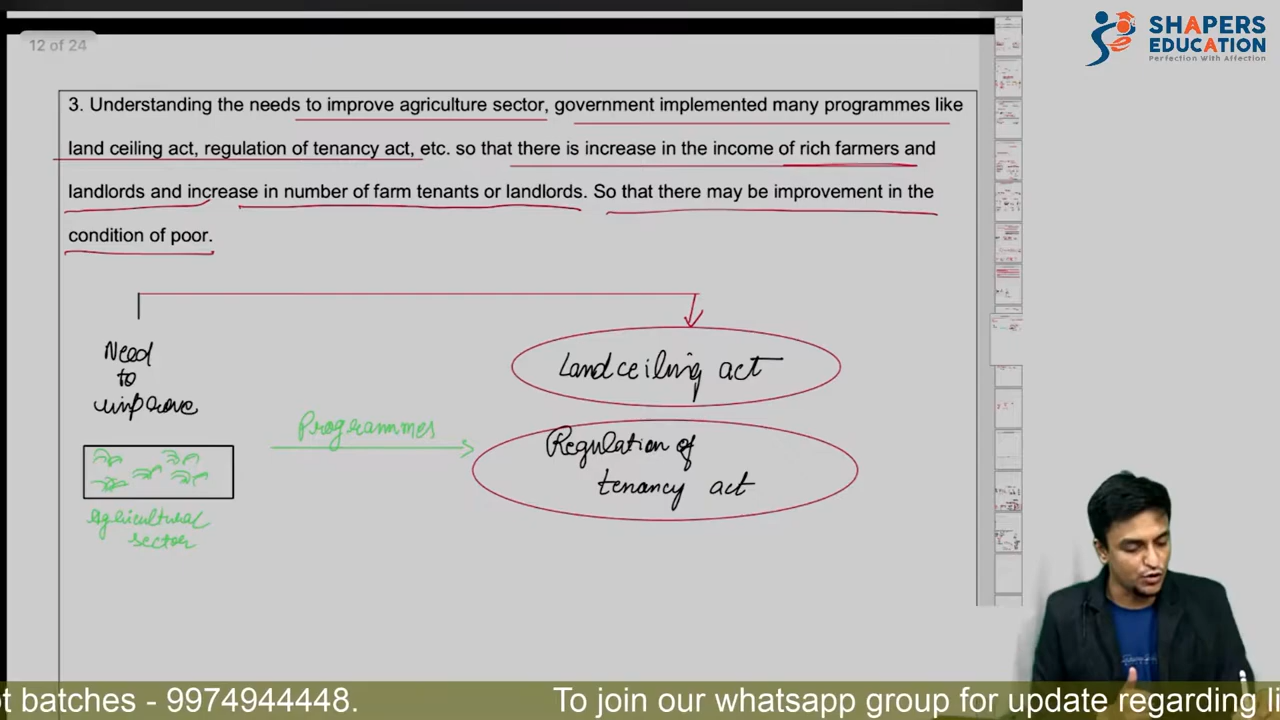 12 of 24
SHAPERS
EDUCATION
Perfection With Affection
3. Understanding the needs to improve agriculture sector, government implemented many programmes like
land ceiling act, regulation of tenancy act, etc. so that there is increase in the income of rich farmers and
landlords and increase in number of farm tenants or landlords. So that there may be improvement in the
condition of poor.
Need
to
improve
Land ceiling act
Programmes
Regulation of
tenancy act
Agricultural
sector
ot batches - 9974944448.
To join our whatsapp group for update regarding li